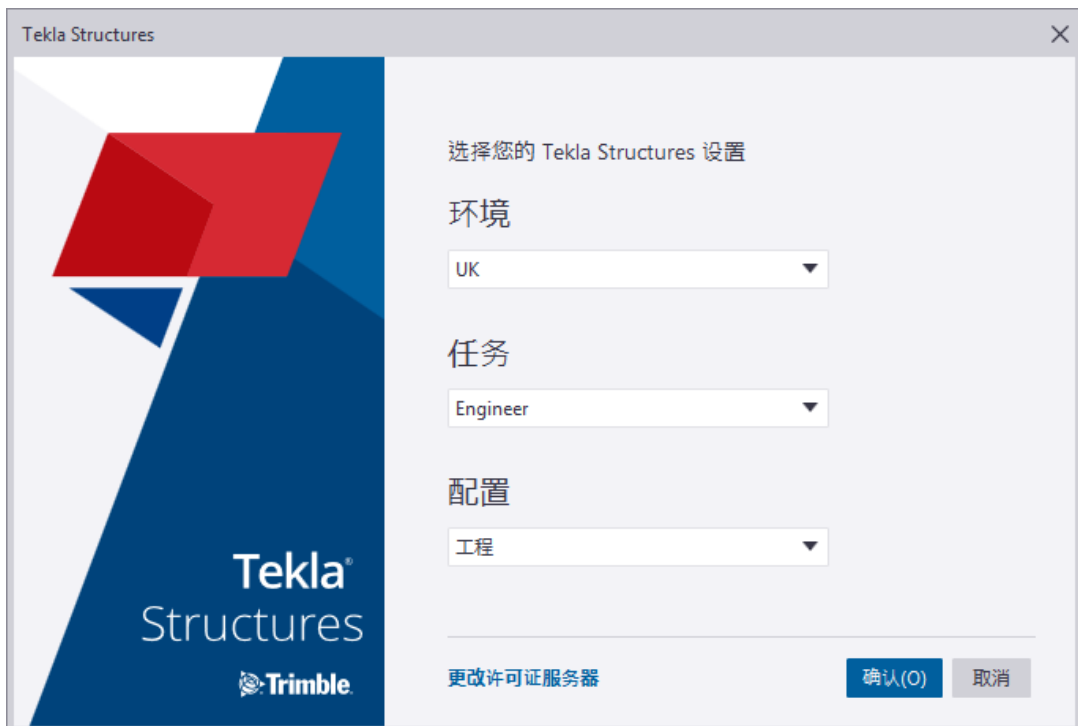 Tekla Structures
选择您的 Tekla Structures 设置
环境
UK
任务
Engineer
配置
工程
Tekla®
Structures
Trimble.
更改许可证服务器
确认(O)
取消